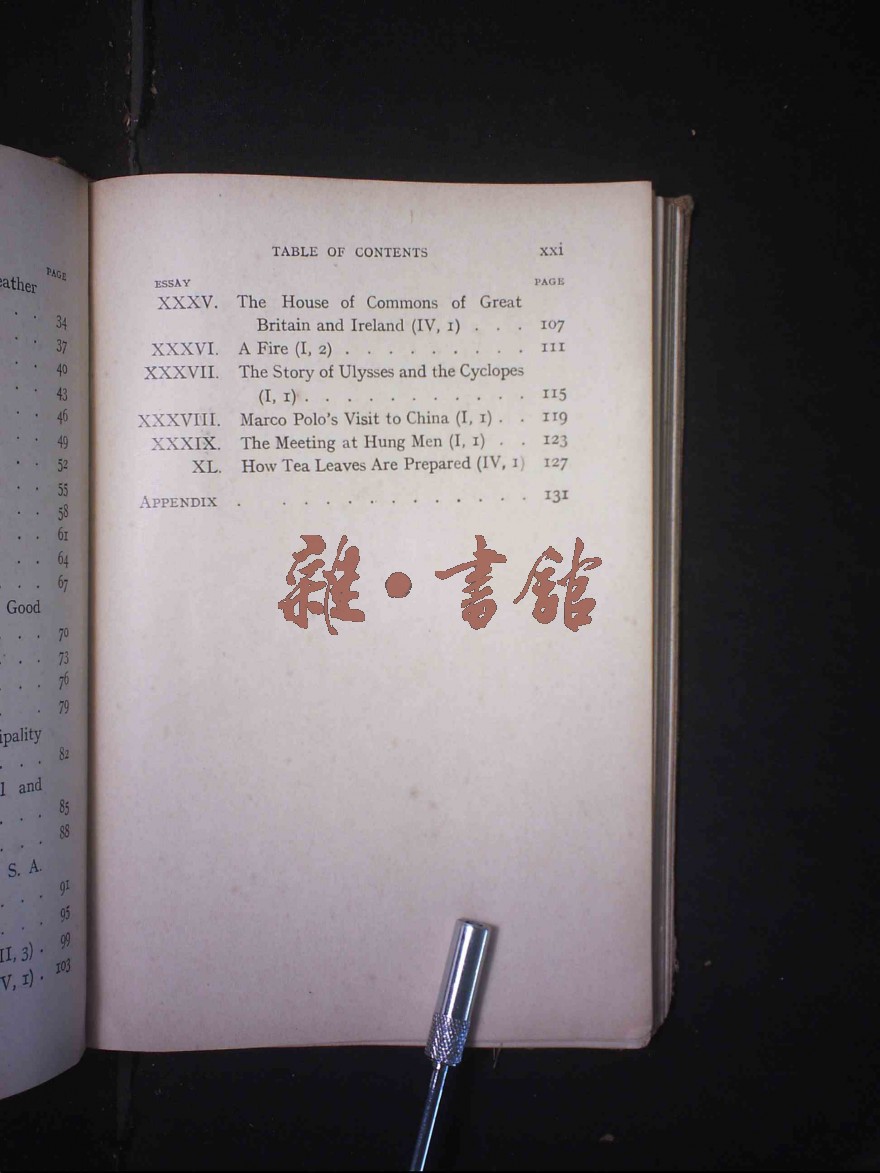 PAGE
eather
. . 34
. . 37
. . 40
. . 43
. . 46
. . 49
. . 52
. . 55
. . 58
. . 61
. . 64
. . . 67
Good
. . . 70
. . . 73
. . . 76
. . 79
ipality
. . . 82
l and
. . . 85
. . . 88
S. A.
. . . 91
. . . 95
II, 3) . 99
V, 1) . 103
TABLE OF CONTENTS xxi
ESSAY PAGE
XXXV. The House of Commons of Great
Britain and Ireland (IV, 1) . . . 107
XXXVI. A Fire (I, 2) . . . . . . . . . 111
XXXVII. The Story of Ulysses and the Cyclopes
(I, 1) . . . . . . . . . . . 115
XXXVIII. Marco Polo's Visit to China (I, 1) . . 119
XXXIX. The Meeting at Hung Men (I, 1) . . 123
XL. How Tea Leaves Are Prepared (IV, 1) 127
APPENDIX . . . . . . . . . . . . . 131
雜·書館